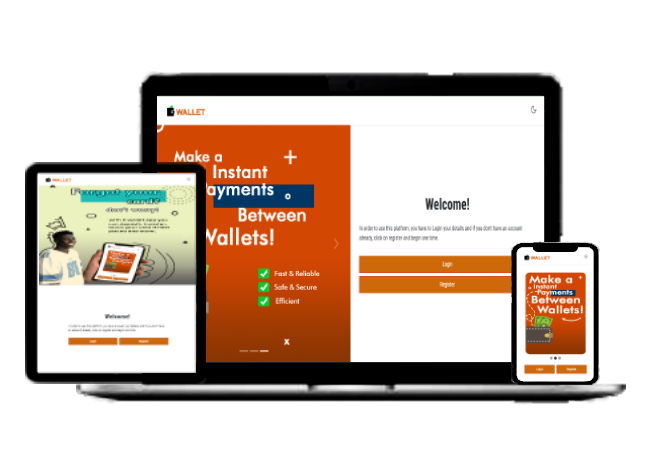 WALLET
Make a
Instant
Payments
Between
Wallets!
Fast & Reliable
Safe & Secure
Efficient
x
Welcome!
In order to use this platform, you have to Login your details and if you don't have an account
already, click on register and begin one time.
Login
Register
WALLET
Forgot your
card?
don't worry!
Welcome!
Login
Register
WALLET
Make a
Instant
Payments
Between
Wallets!
Login
Register